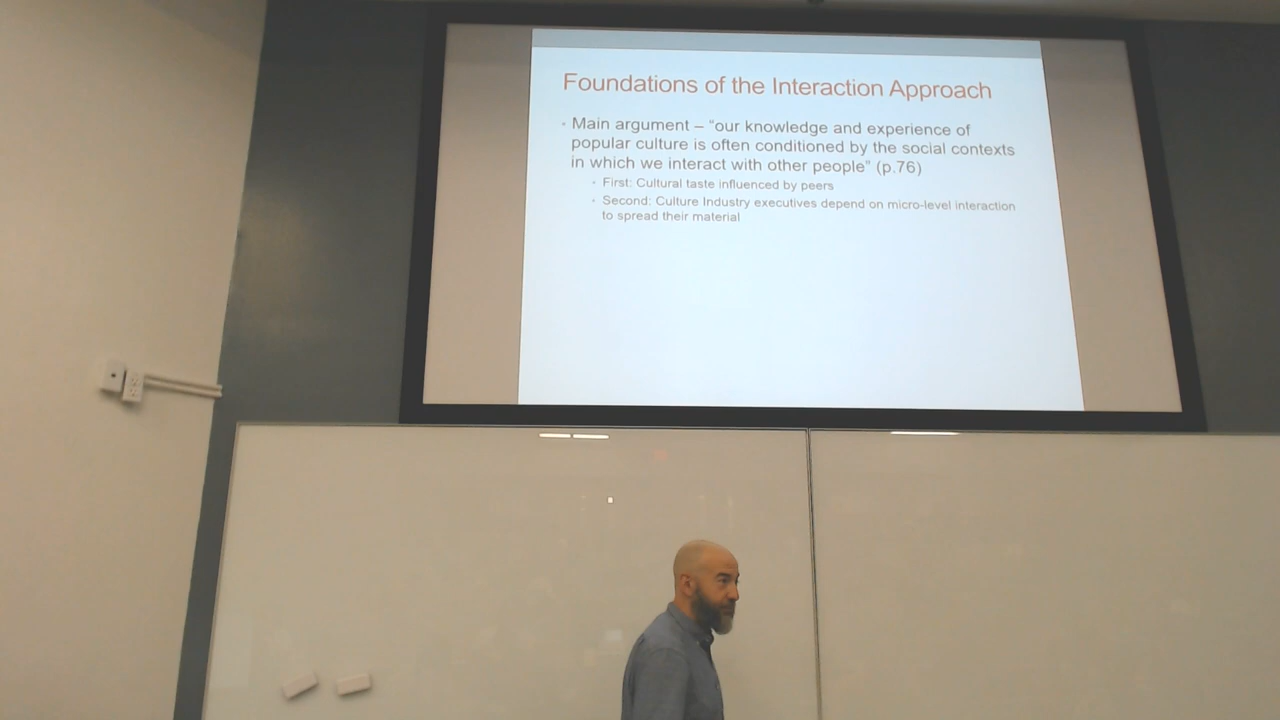 Foundations of the Interaction Approach
• Main argument – “our knowledge and experience of
popular culture is often conditioned by the social contexts
in which we interact with other people” (p.76)
• First: Cultural taste influenced by peers
• Second: Culture Industry executives depend on micro-level interaction
to spread their material